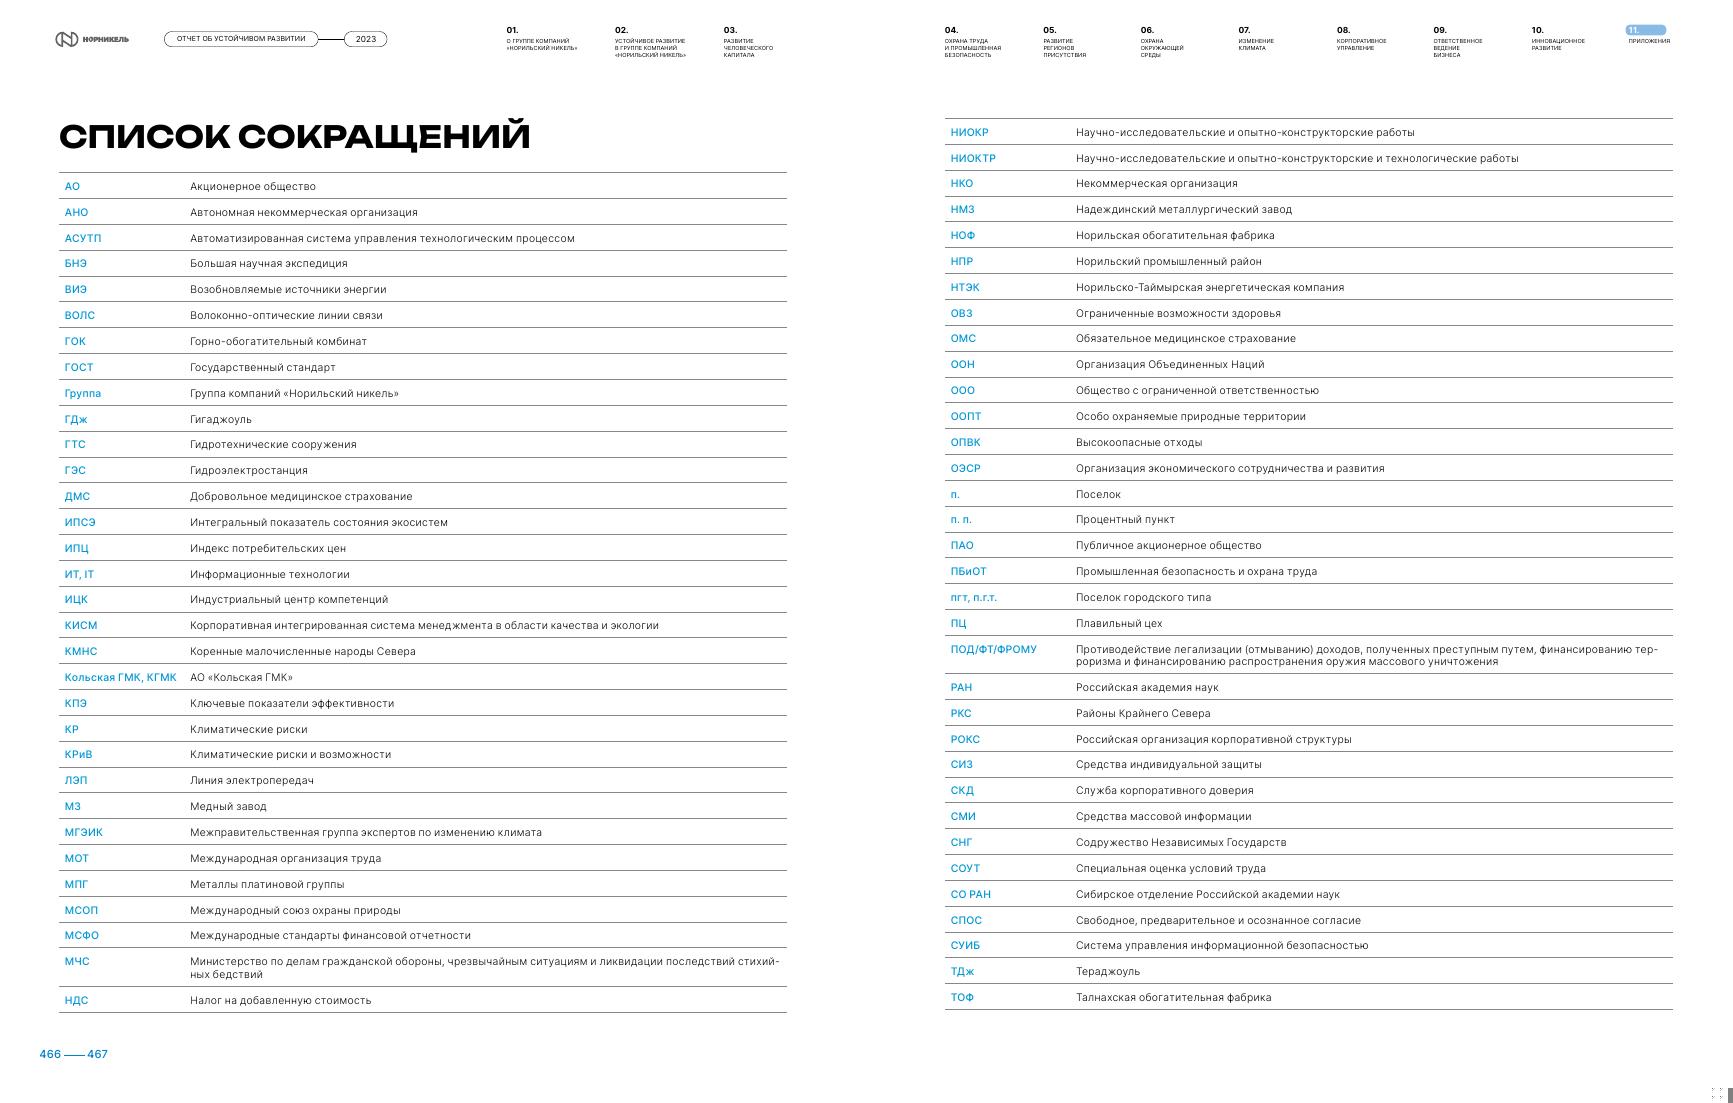 НОРНИКЕЛЬ
ОТЧЕТ ОБ УСТОЙЧИВОМ РАЗВИТИИ 2023
01.
О ГРУППЕ КОМПАНИЙ
«НОРИЛЬСКИЙ НИКЕЛЬ»
02.
УСТОЙЧИВОЕ РАЗВИТИЕ
В ГРУППЕ КОМПАНИЙ
«НОРИЛЬСКИЙ НИКЕЛЬ»
03.
РАЗВИТИЕ
ЧЕЛОВЕЧЕСКОГО
КАПИТАЛА
04.
ОХРАНА ТРУДА
И ПРОМЫШЛЕННАЯ
БЕЗОПАСНОСТЬ
05.
РАЗВИТИЕ
РЕГИОНОВ
ПРИСУТСТВИЯ
06.
ОХРАНА
ОКРУЖАЮЩЕЙ
СРЕДЫ
07.
ИЗМЕНЕНИЕ
КЛИМАТА
08.
КОРПОРАТИВНОЕ
УПРАВЛЕНИЕ
09.
ОТВЕТСТВЕННОЕ
ВЕДЕНИЕ
БИЗНЕСА
10.
ИННОВАЦИОННОЕ
РАЗВИТИЕ
11.
ПРИЛОЖЕНИЯ
СПИСОК СОКРАЩЕНИЙ
АО Акционерное общество
АНО Автономная некоммерческая организация
АСУТП Автоматизированная система управления технологическим процессом
БНЭ Большая научная экспедиция
ВИЭ Возобновляемые источники энергии
ВОЛС Волоконно-оптические линии связи
ГОК Горно-обогатительный комбинат
ГОСТ Государственный стандарт
Группа Группа компаний «Норильский никель»
ГДж Гигаджоуль
ГТС Гидротехнические сооружения
ГЭС Гидроэлектростанция
ДМС Добровольное медицинское страхование
ИПСЭ Интегральный показатель состояния экосистем
ИПЦ Индекс потребительских цен
ИТ, IT Информационные технологии
ИЦК Индустриальный центр компетенций
КИСМ Корпоративная интегрированная система менеджмента в области качества и экологии
КМНС Коренные малочисленные народы Севера
Кольская ГМК, КГМК АО «Кольская ГМК»
КПЭ Ключевые показатели эффективности
КР Климатические риски
КРиВ Климатические риски и возможности
ЛЭП Линия электропередач
МЗ Медный завод
МГЭИК Межправительственная группа экспертов по изменению климата
МОТ Международная организация труда
МПГ Металлы платиновой группы
МСОП Международный союз охраны природы
МСФО Международные стандарты финансовой отчетности
МЧС Министерство по делам гражданской обороны, чрезвычайным ситуациям и ликвидации последствий стихий-
ных бедствий
НДС Налог на добавленную стоимость
НИОКР Научно-исследовательские и опытно-конструкторские работы
НИОКТР Научно-исследовательские и опытно-конструкторские и технологические работы
НКО Некоммерческая организация
НМЗ Надеждинский металлургический завод
НОФ Норильская обогатительная фабрика
НПР Норильский промышленный район
НТЭК Норильско-Таймырская энергетическая компания
ОВЗ Ограниченные возможности здоровья
ОМС Обязательное медицинское страхование
ООН Организация Объединенных Наций
ООО Общество с ограниченной ответственностью
ООПТ Особо охраняемые природные территории
ОПВК Высокоопасные отходы
ОЭСР Организация экономического сотрудничества и развития
п. Поселок
п. п. Процентный пункт
ПАО Публичное акционерное общество
ПБиОТ Промышленная безопасность и охрана труда
пгт, п.г.т. Поселок городского типа
ПЦ Плавильный цех
ПОД/ФТ/ФРОМУ Противодействие легализации (отмыванию) доходов, полученных преступным путем, финансированию тер-
роризма и финансированию распространения оружия массового уничтожения
РАН Российская академия наук
РКС Районы Крайнего Севера
РОКС Российская организация корпоративной структуры
СИЗ Средства индивидуальной защиты
СКД Служба корпоративного доверия
СМИ Средства массовой информации
СНГ Содружество Независимых Государств
СОУТ Специальная оценка условий труда
СО РАН Сибирское отделение Российской академии наук
СПОС Свободное, предварительное и осознанное согласие
СУИБ Система управления информационной безопасностью
ТДж Тераджоуль
ТОФ Талнахская обогатительная фабрика
466 — 467